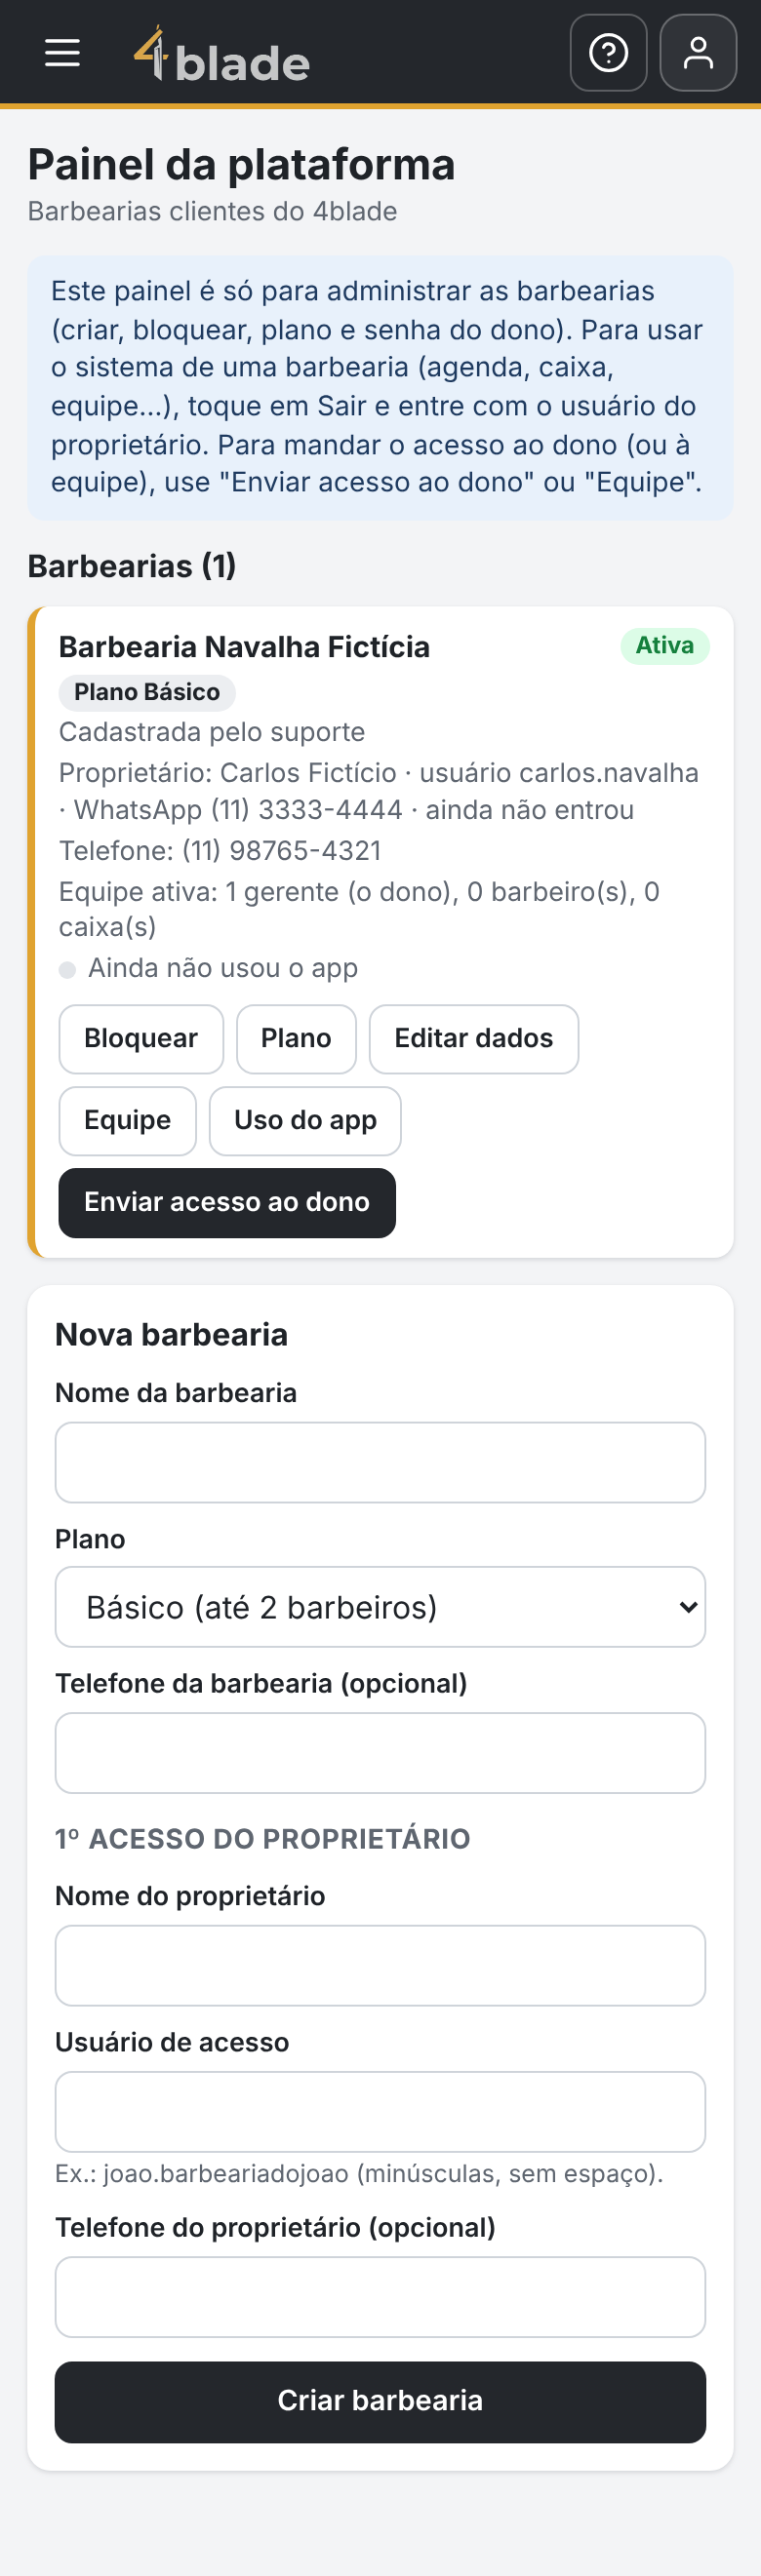 4blade
Painel da plataforma
Barbearias clientes do 4blade
Este painel é só para administrar as barbearias
(criar, bloquear, plano e senha do dono). Para usar
o sistema de uma barbearia (agenda, caixa,
equipe...), toque em Sair e entre com o usuário do
proprietário. Para mandar o acesso ao dono (ou à
equipe), use "Enviar acesso ao dono" ou "Equipe".
Barbearias (1)
Barbearia Navalha Fictícia
Ativa
Plano Básico
Cadastrada pelo suporte
Proprietário: Carlos Fictício · usuário carlos.navalha
· WhatsApp (11) 3333-4444 · ainda não entrou
Telefone: (11) 98765-4321
Equipe ativa: 1 gerente (o dono), 0 barbeiro(s), 0
caixa(s)
Ainda não usou o app
Bloquear Plano Editar dados
Equipe Uso do app
Enviar acesso ao dono
Nova barbearia
Nome da barbearia
Plano
Básico (até 2 barbeiros)
Telefone da barbearia (opcional)
1º ACESSO DO PROPRIETÁRIO
Nome do proprietário
Usuário de acesso
Ex.: joao.barbeariadojoao (minúsculas, sem espaço).
Telefone do proprietário (opcional)
Criar barbearia